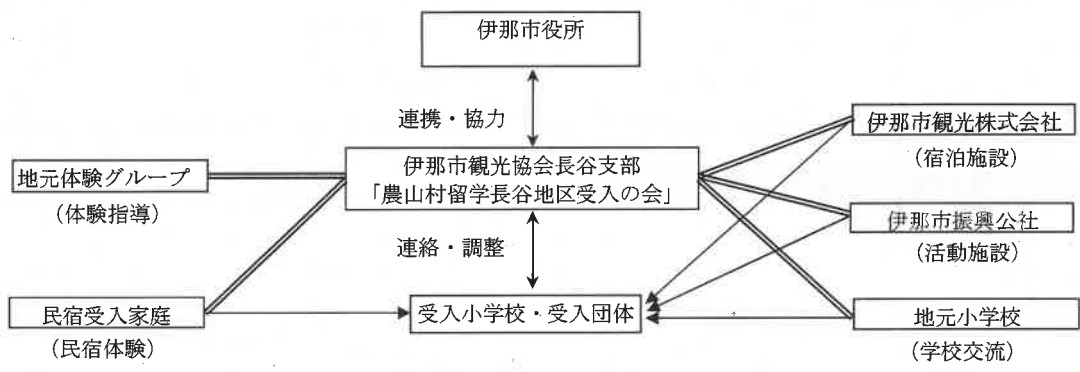 伊那市役所
連携・協力
伊那市観光株式会社
(宿泊施設)
伊那市観光協会長谷支部
「農山村留学長谷地区受入の会」
地元体験グループ
(体験指導)
伊那市振興公社
(活動施設)
連絡・調整
民宿受入家庭
(民宿体験)
受入小学校・受入団体
地元小学校
(学校交流)